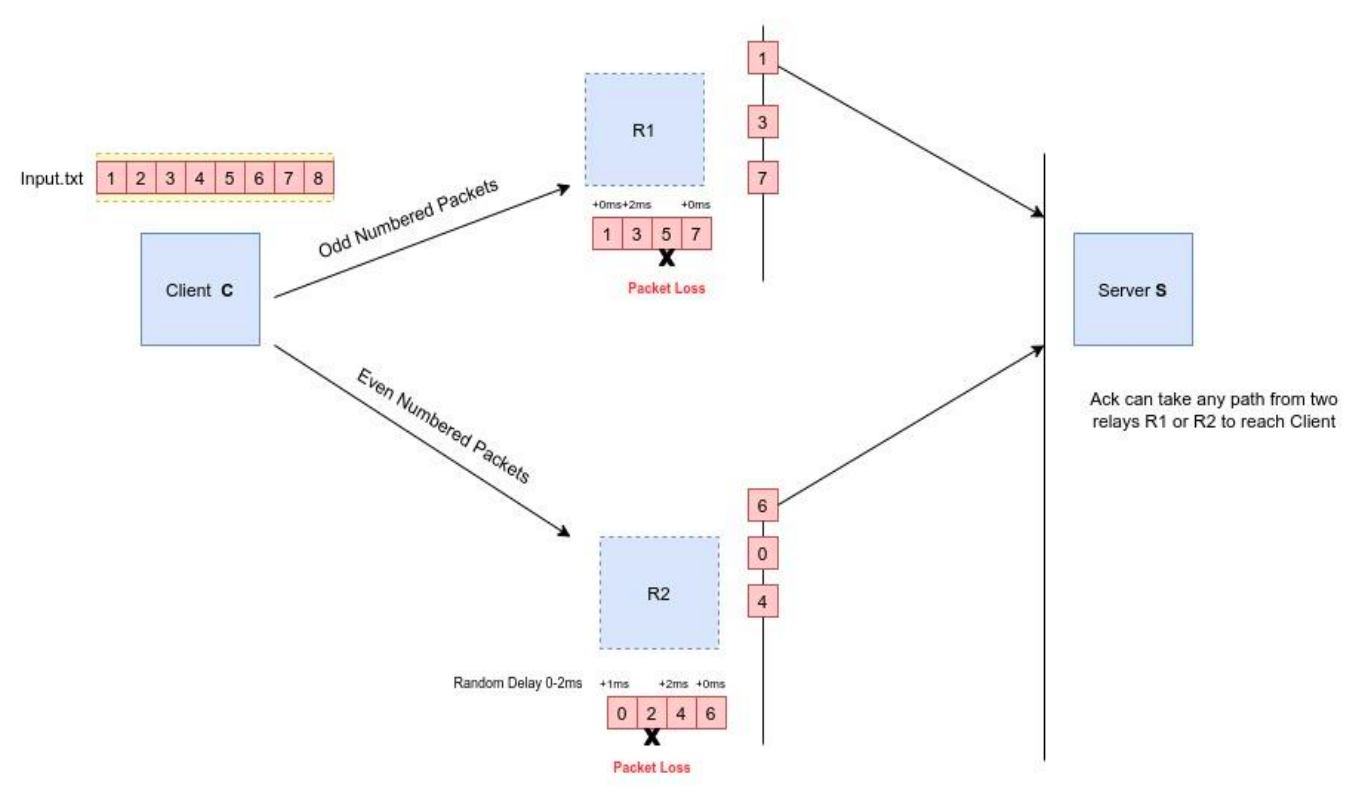 Input.txt 1 2 3 4 5 6 7 8
Client C
Odd Numbered Packets
Even Numbered Packets
R1
+0ms +2ms +0ms
1 3 5 7
X
Packet Loss
1
3
7
R2
Random Delay 0-2ms +1ms +2ms +0ms
0 2 4 6
X
Packet Loss
6
0
4
Server S
Ack can take any path from two
relays R1 or R2 to reach Client